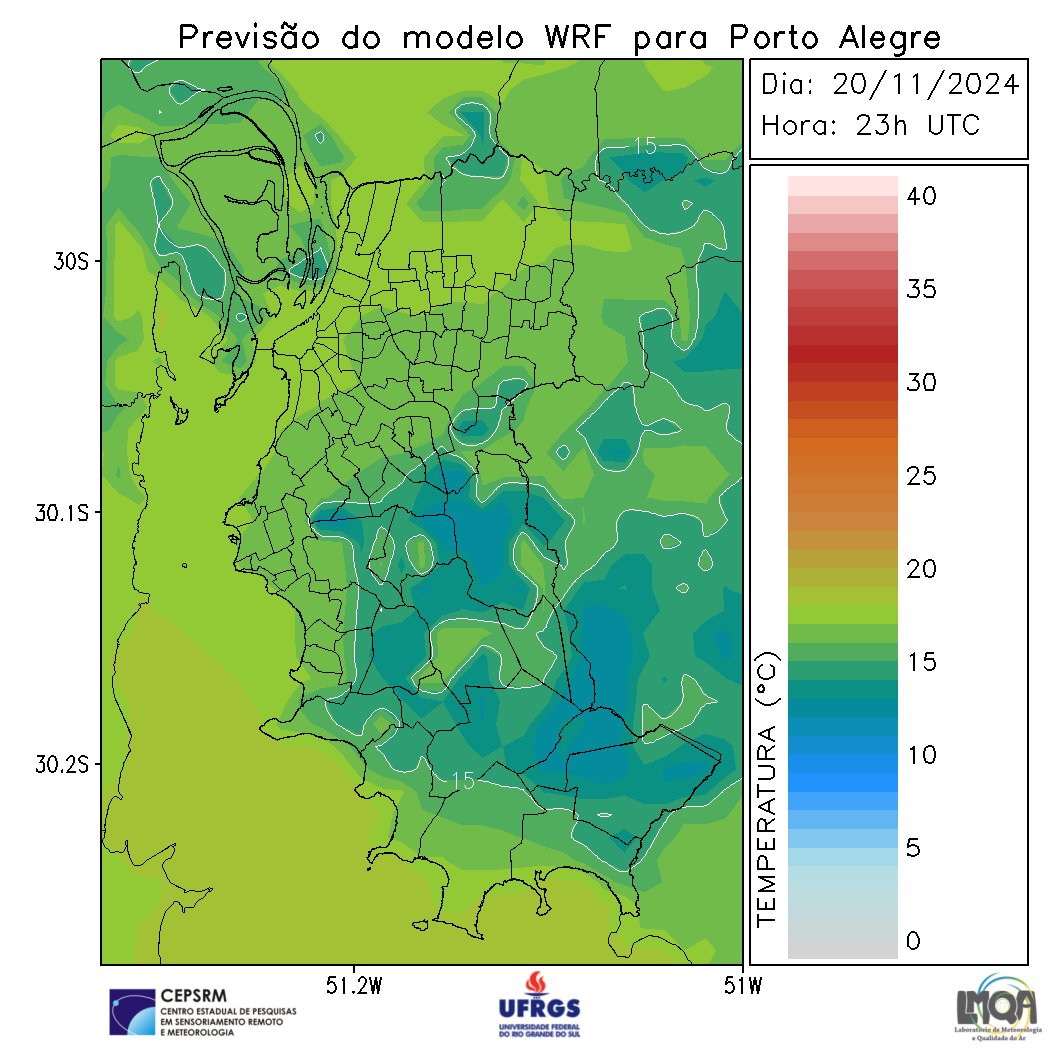 Previsão do modelo WRF para Porto Alegre
Dia: 20/11/2024
Hora: 23h UTC
15
30S
30.1S
30.2S
15
51.2W
51W
40
35
30
25
20
15
10
5
0
TEMPERATURA (°C)
CEPSRM
CENTRO ESTADUAL DE PESQUISAS
EM SENSORIAMENTO REMOTO
E METEOROLOGIA
UFRGS
UNIVERSIDADE FEDERAL
DO RIO GRANDE DO SUL
LMQA
Laboratório de Meteorologia
e Qualidade do Ar